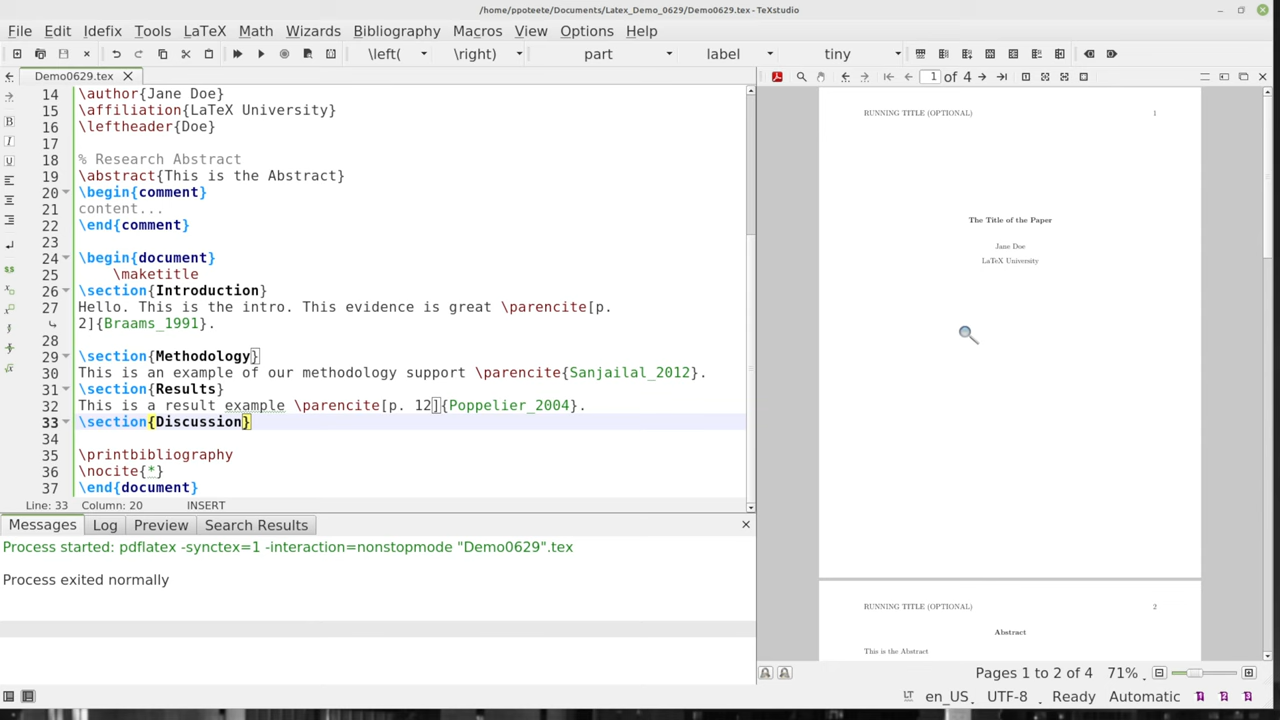 /home/ppoteete/Documents/Latex_Demo_0629/Demo0629.tex - TeXstudio
File Edit Idefix Tools LaTeX Math Wizards Bibliography Macros View Options Help
\left( \right) part label tiny
Demo0629.tex
1 of 4
14 \author{Jane Doe}
15 \affiliation{LaTeX University}
16 \leftheader{Doe}
17
18 % Research Abstract
19 \abstract{This is the Abstract}
20 \begin{comment}
21 content...
22 \end{comment}
23
24 \begin{document}
25 \maketitle
26 \section{Introduction}
27 Hello. This is the intro. This evidence is great \parencite[p.
2]{Braams_1991}.
28
29 \section{Methodology}
30 This is an example of our methodology support \parencite{Sanjailal_2012}.
31 \section{Results}
32 This is a result example \parencite[p. 12]{Poppelier_2004}.
33 \section{Discussion}
34
35 \printbibliography
36 \nocite{*}
37 \end{document}
Line: 33 Column: 20 INSERT
Messages Log Preview Search Results
Process started: pdflatex -synctex=1 -interaction=nonstopmode "Demo0629".tex
Process exited normally
RUNNING TITLE (OPTIONAL) 1
The Title of the Paper
Jane Doe
LaTeX University
RUNNING TITLE (OPTIONAL) 2
Abstract
This is the Abstract
Pages 1 to 2 of 4 71%
LT en_US UTF-8 Ready Automatic